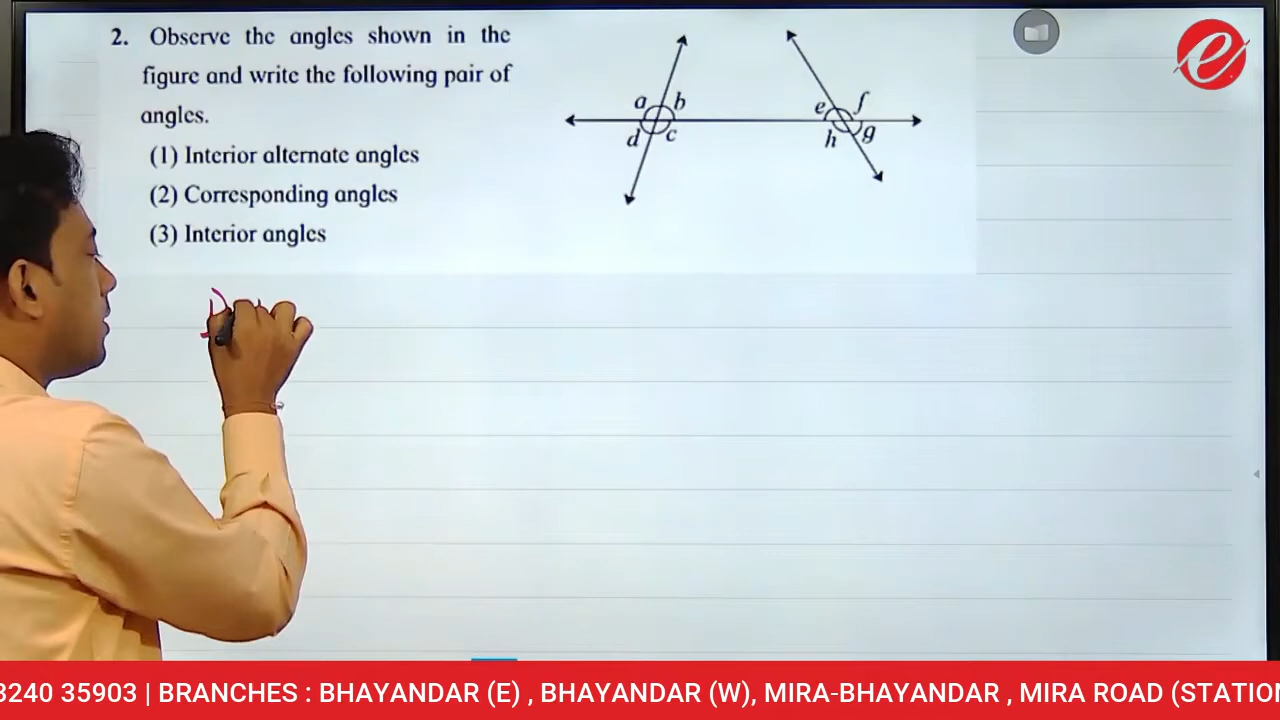 2. Observe the angles shown in the
figure and write the following pair of
angles.
(1) Interior alternate angles
(2) Corresponding angles
(3) Interior angles
a b
d c
e f
h g
e
3240 35903 | BRANCHES : BHAYANDAR (E) , BHAYANDAR (W), MIRA-BHAYANDAR , MIRA ROAD (STATION